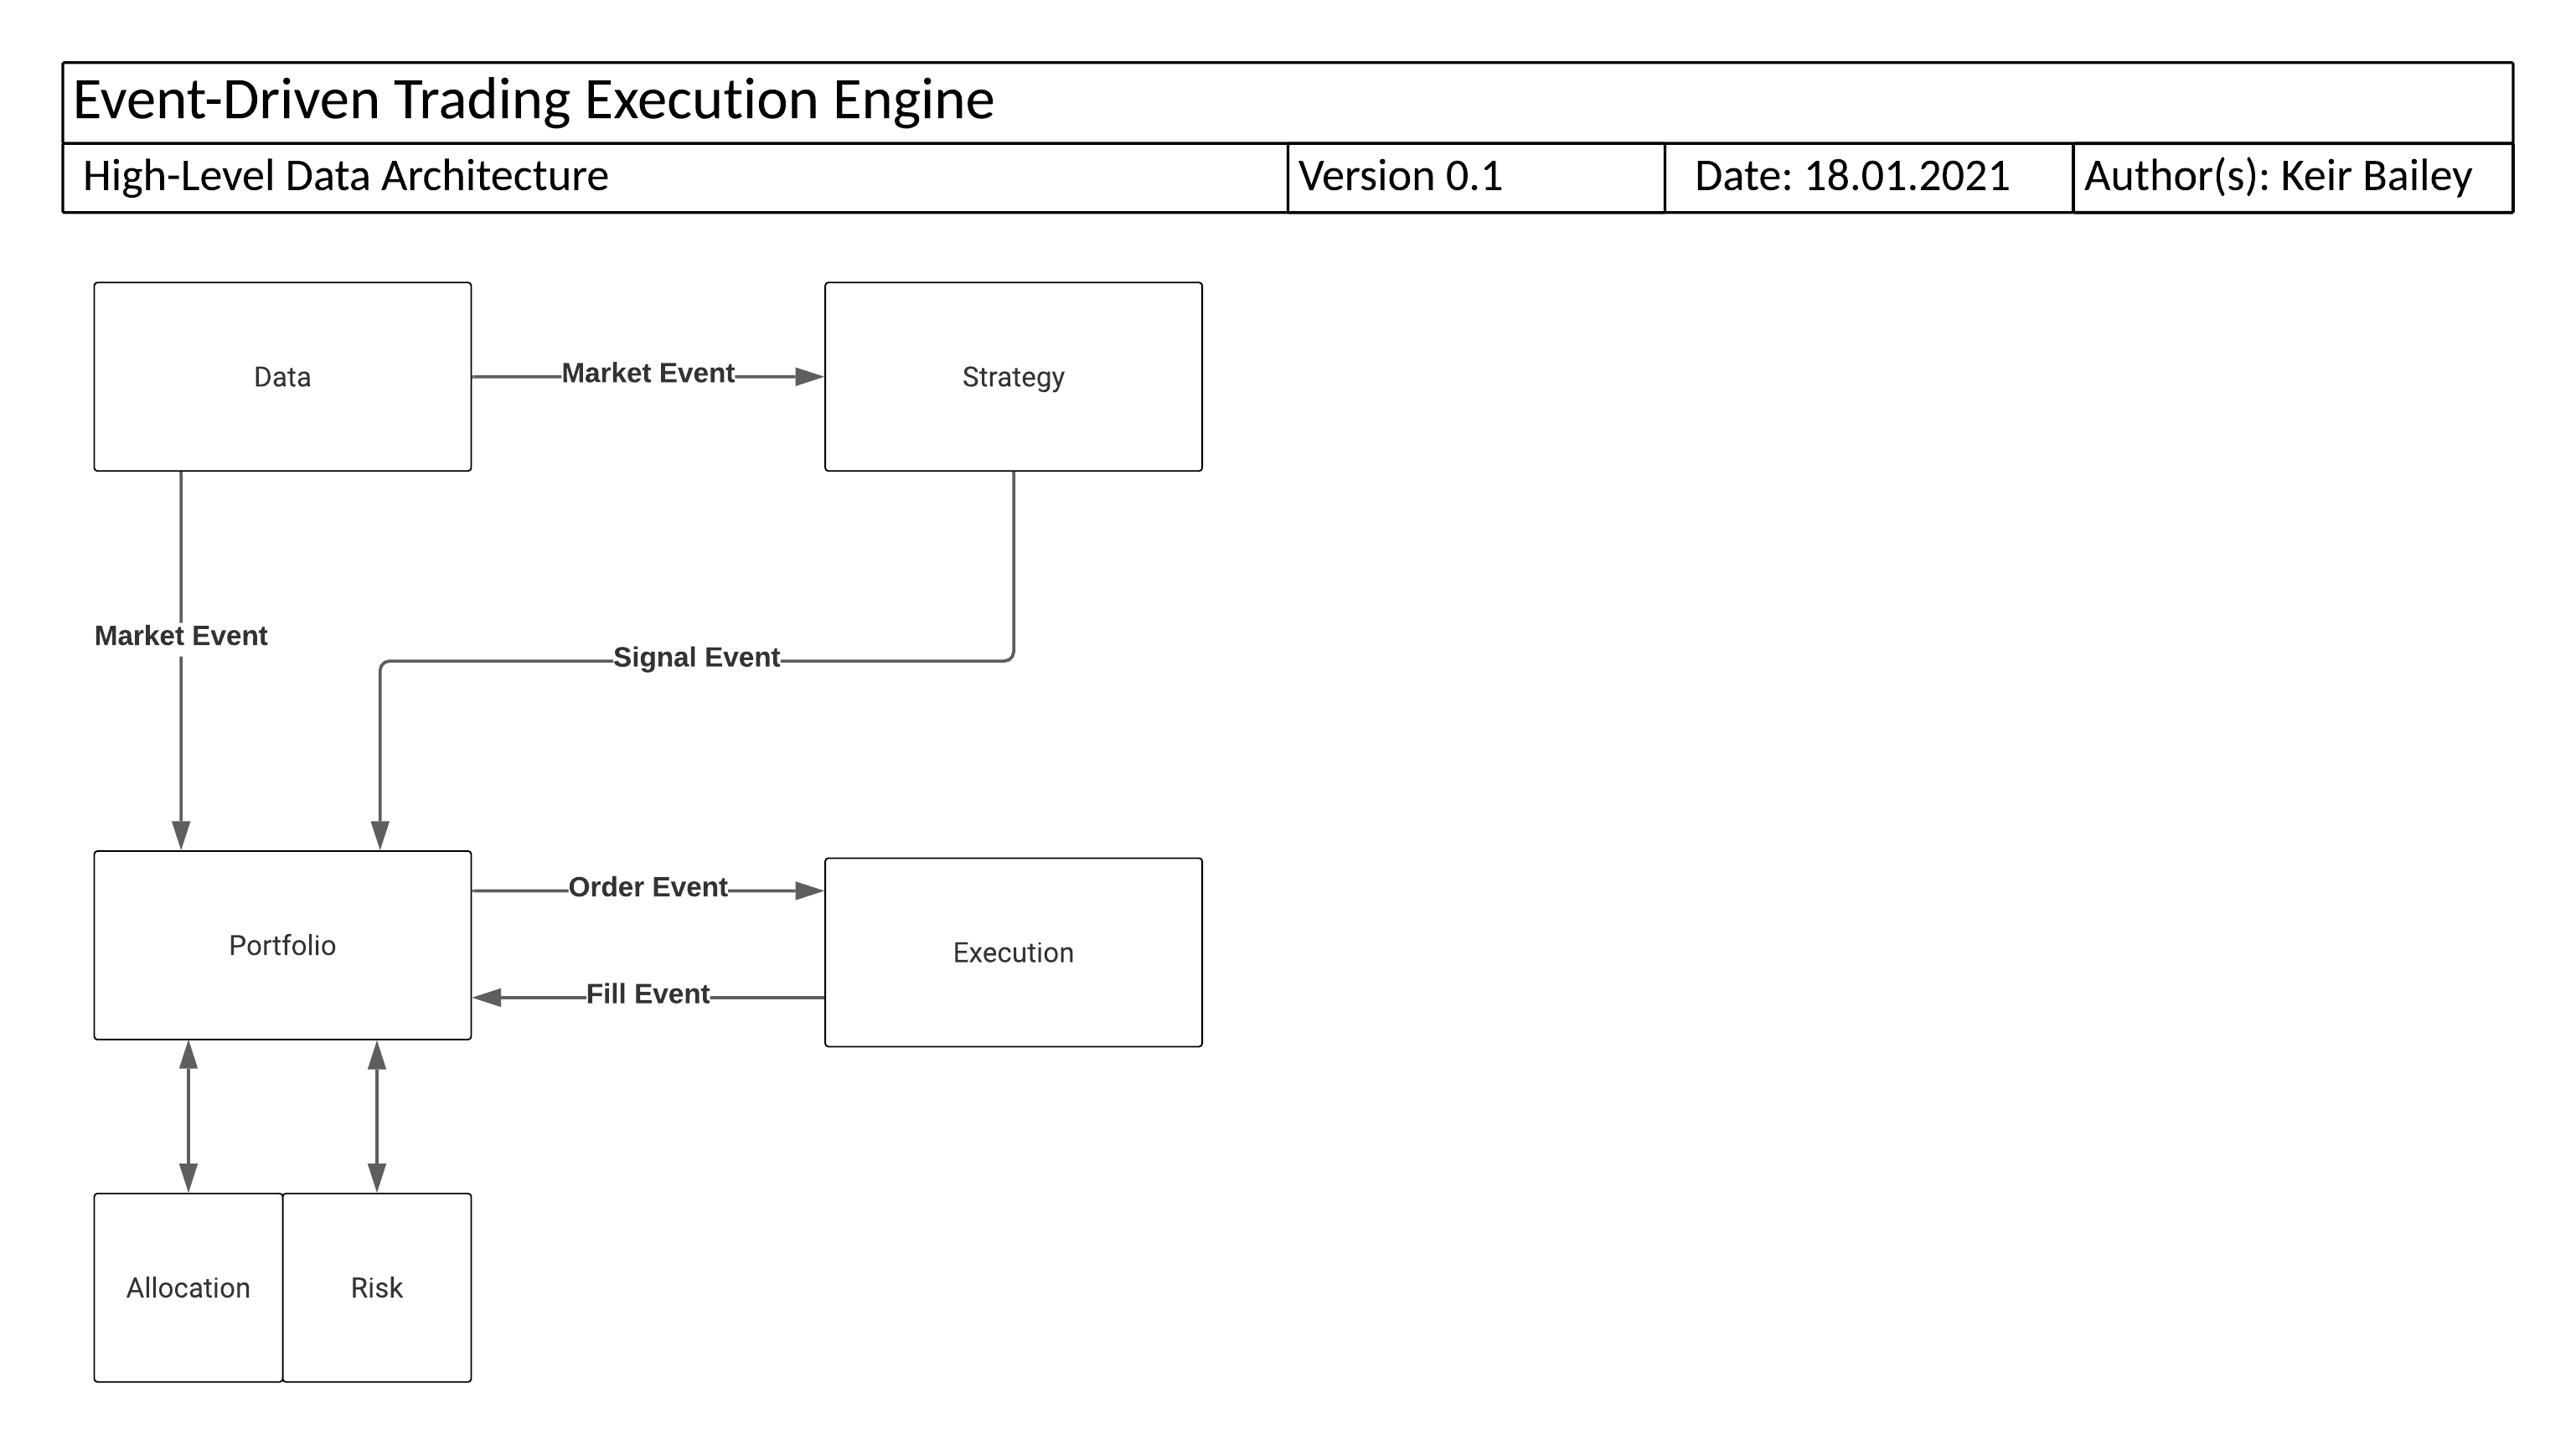 Event-Driven Trading Execution Engine
High-Level Data Architecture
Version 0.1
Date: 18.01.2021
Author(s): Keir Bailey
Data
Market Event
Strategy
Market Event
Signal Event
Portfolio
Order Event
Fill Event
Execution
Allocation
Risk